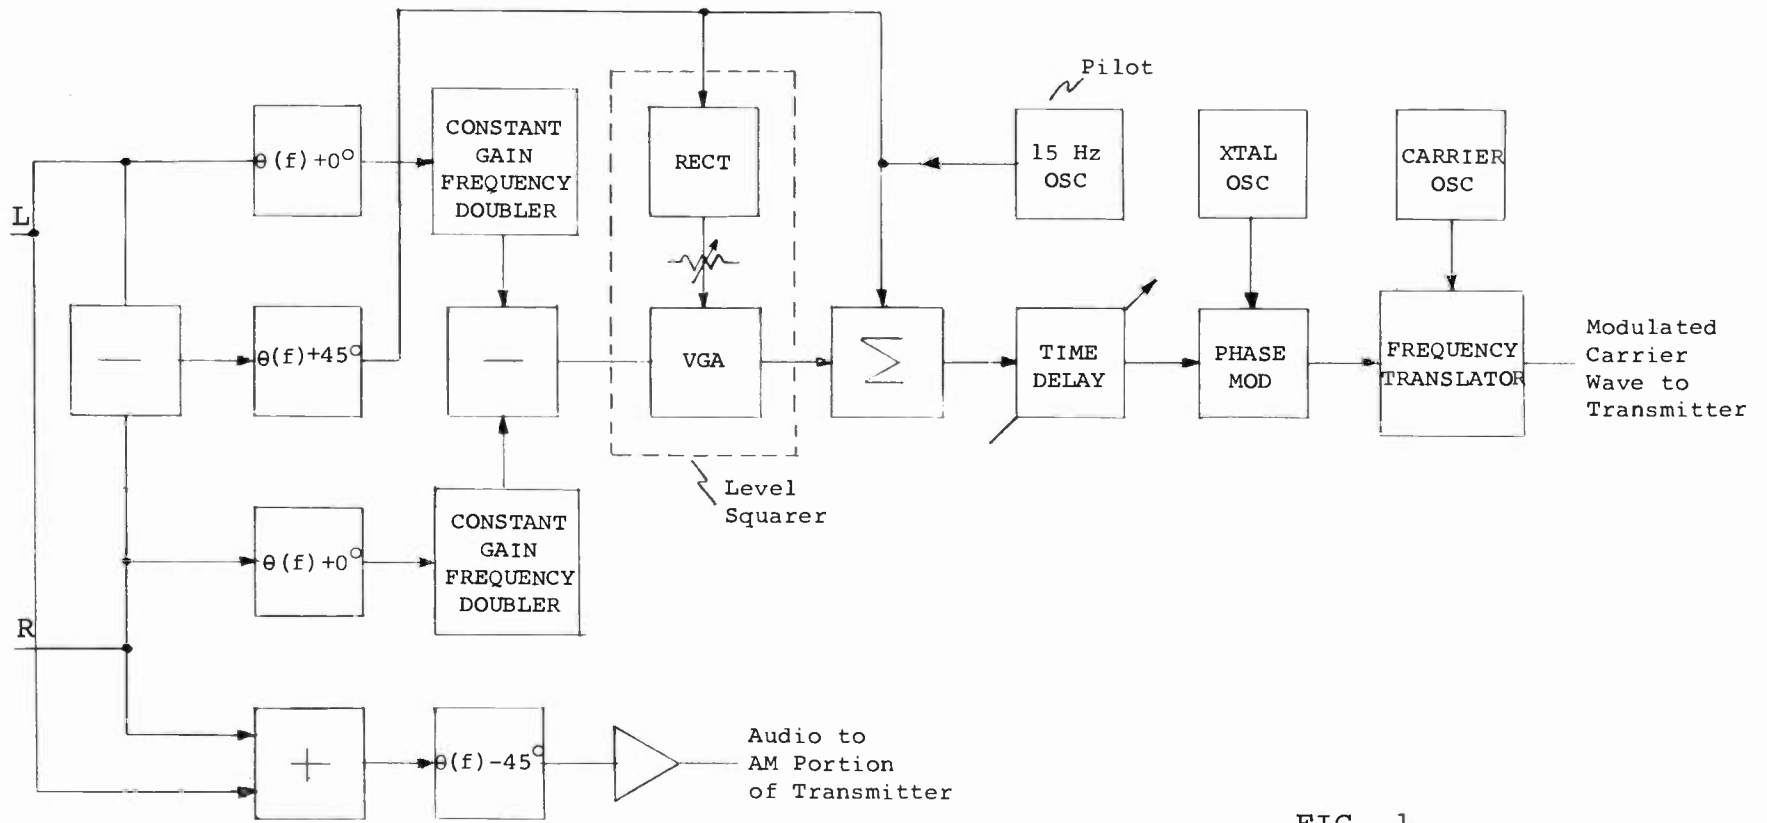 Pilot
CONSTANT
GAIN
FREQUENCY
DOUBLER
θ(f)+0°
RECT
15 Hz
OSC
XTAL
OSC
CARRIER
OSC
L
θ(f)+45°
—
—
VGA
Σ
TIME
DELAY
PHASE
MOD
FREQUENCY
TRANSLATOR
Modulated
Carrier
Wave to
Transmitter
Level
Squarer
θ(f)+0°
CONSTANT
GAIN
FREQUENCY
DOUBLER
R
+
θ(f)-45°
Audio to
AM Portion
of Transmitter
FIG. 1